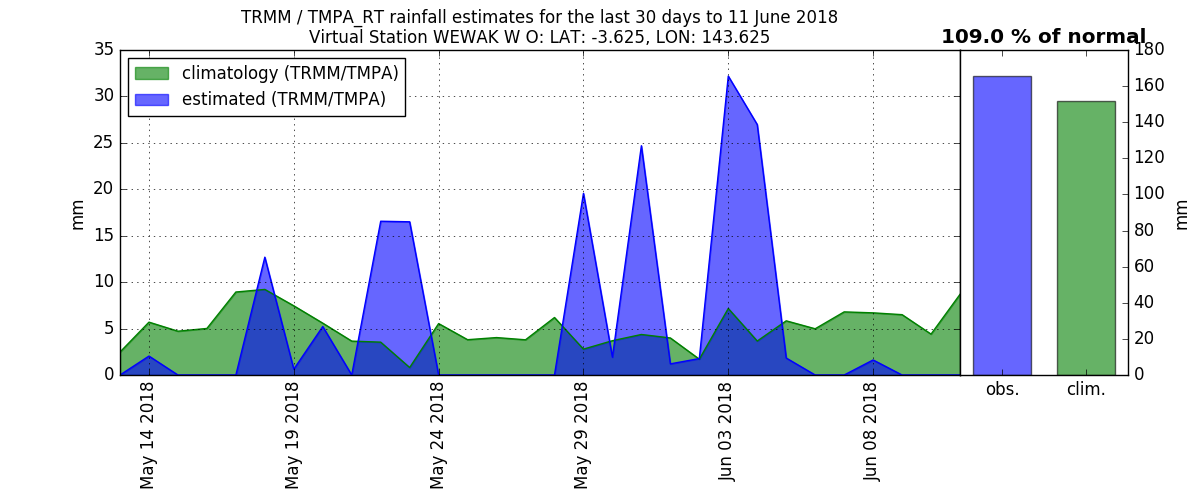 TRMM / TMPA_RT rainfall estimates for the last 30 days to 11 June 2018
Virtual Station WEWAK W O: LAT: -3.625, LON: 143.625
109.0 % of normal
climatology (TRMM/TMPA)
estimated (TRMM/TMPA)
35
30
25
20
15
10
5
0
mm
May 14 2018
May 19 2018
May 24 2018
May 29 2018
Jun 03 2018
Jun 08 2018
180
160
140
120
100
80
60
40
20
0
mm
obs.
clim.